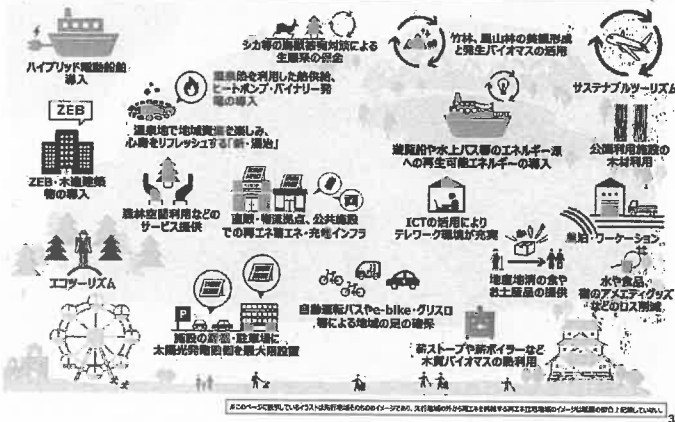 ハイブリッド電動船舶
導入
シカ等の鳥獣被害対策による
生態系の保全
竹林、里山林の景観形成
と発生バイオマスの活用
サステナブルツーリズム
温泉熱を利用した熱供給、
ヒートポンプ・バイナリー発
電の導入
ZEB
ZEB・木造建築
物の導入
温泉地で地域資源を楽しみ、
心身をリフレッシュする「新・湯治」
遊覧船や水上バス等のエネルギー源
への再生可能エネルギーの導入
公園利用施設の
木材利用
森林空間利用などの
サービス提供
直販・物流拠点、公共施設
での再エネ蓄エネ・充電インフラ
ICTの活用により
テレワーク環境が充実
農泊・ワーケーション
エコツーリズム
地産地消の食や
お土産品の提供
水や食品、
宿のアメニティグッズ
などのロス削減
P
施設の屋根・駐車場に
太陽光発電設備を最大限設置
自動運転バスやe-bike・グリスロ
等による地域の足の確保
薪ストーブや薪ボイラーなど
木質バイオマスの熱利用
3